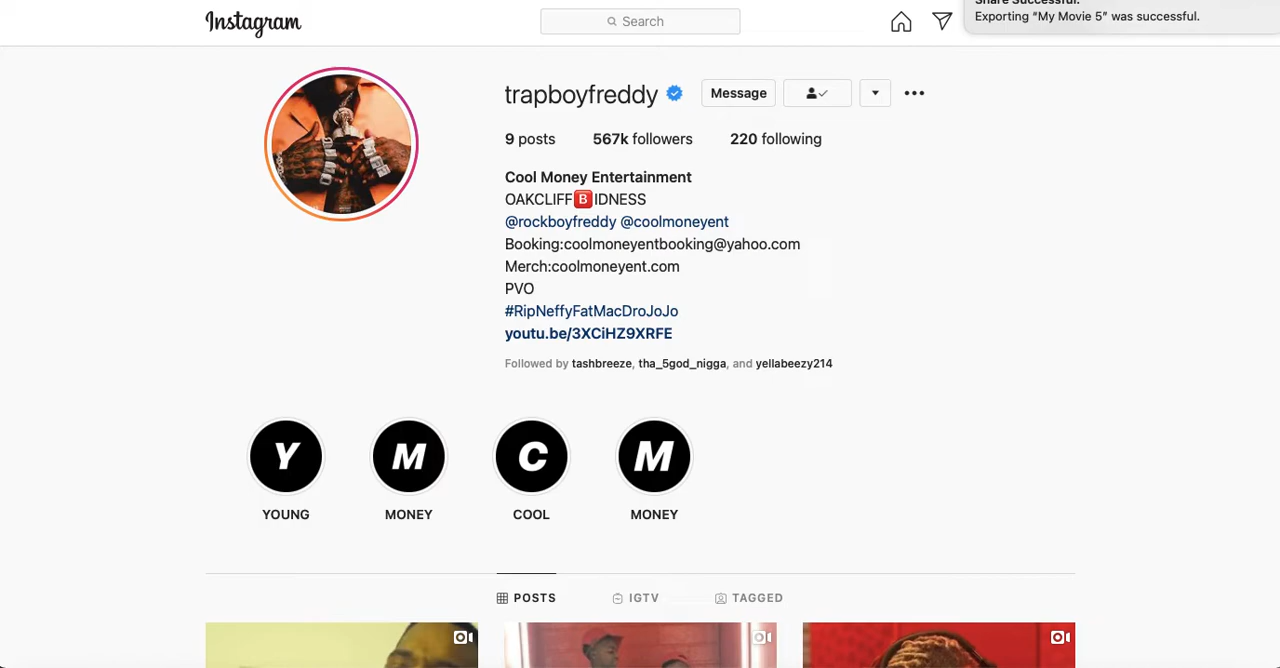 Instagram
Search
Share Successful.
Exporting “My Movie 5” was successful.
trapboyfreddy
Message
9 posts 567k followers 220 following
Cool Money Entertainment
OAKCLIFF🅱️IDNESS
@rockboyfreddy @coolmoneyent
Booking:coolmoneyentbooking@yahoo.com
Merch:coolmoneyent.com
PVO
#RipNeffyFatMacDroJoJo
youtu.be/3XCiHZ9XRFE
Followed by tashbreeze, tha_5god_nigga, and yellabeezy214
Y M C M
YOUNG MONEY COOL MONEY
POSTS IGTV TAGGED